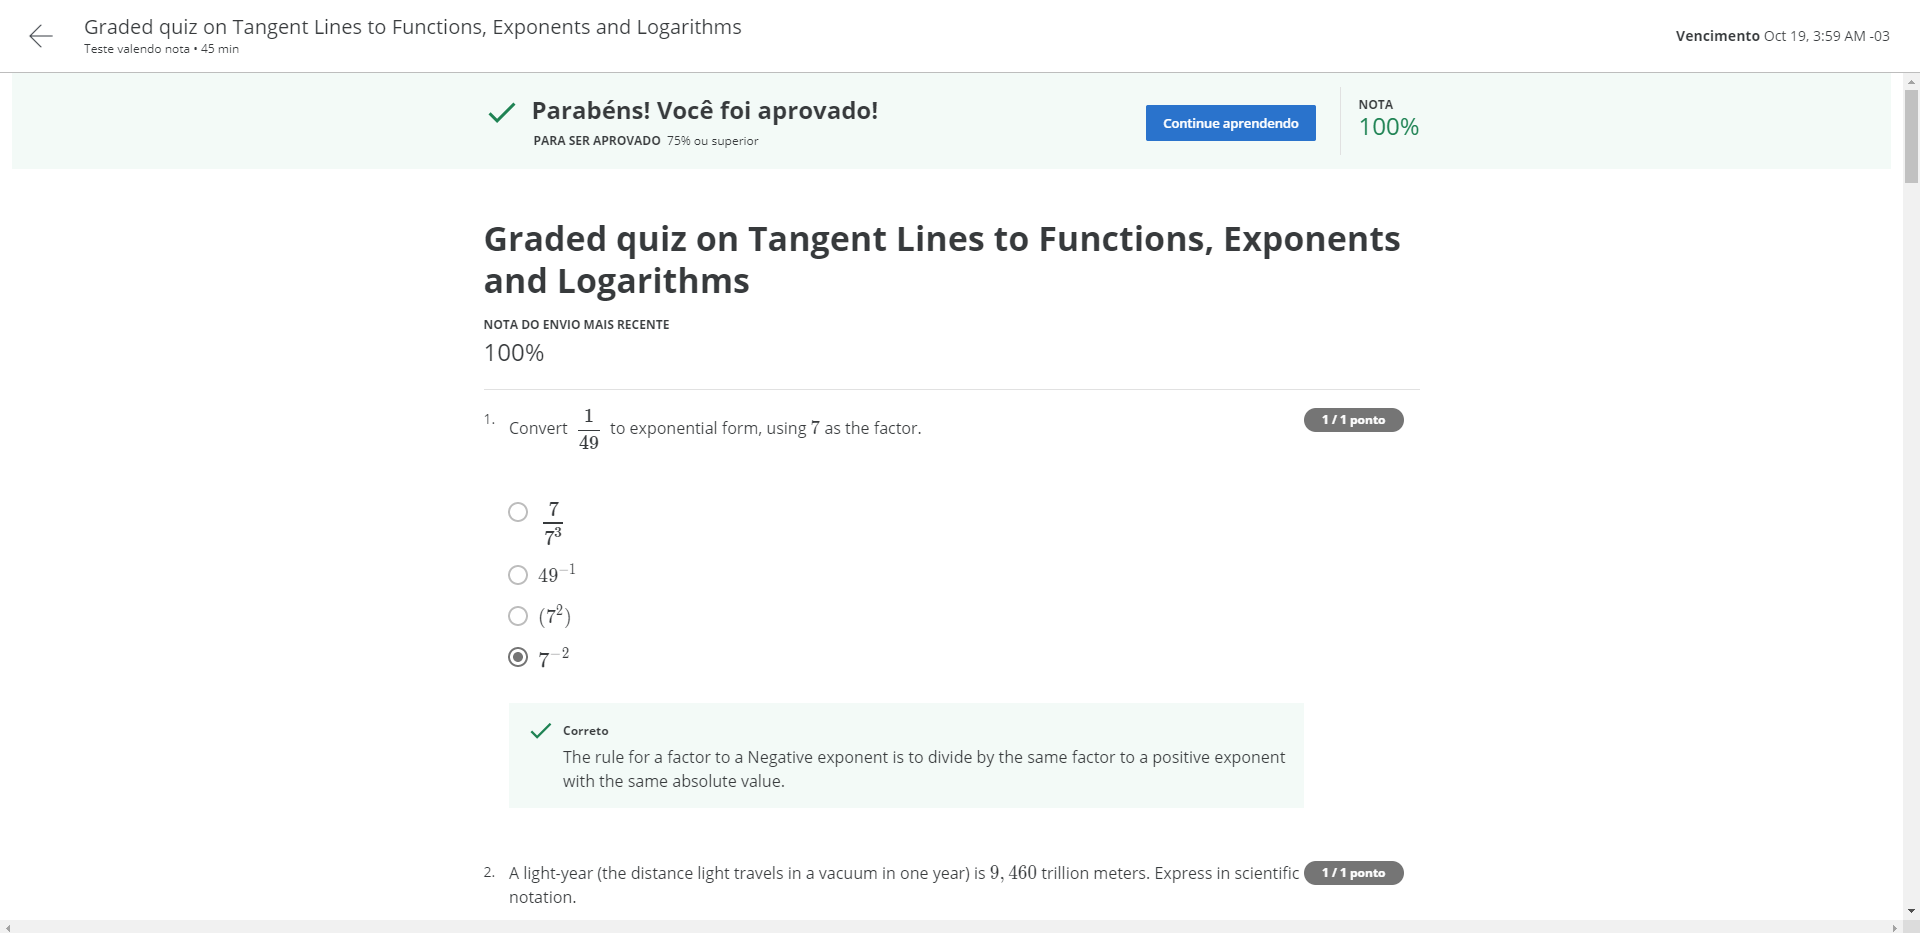 Graded quiz on Tangent Lines to Functions, Exponents and Logarithms
Teste valendo nota • 45 min
Vencimento Oct 19, 3:59 AM -03
Parabéns! Você foi aprovado!
PARA SER APROVADO 75% ou superior
Continue aprendendo
NOTA
100%
Graded quiz on Tangent Lines to Functions, Exponents
and Logarithms
NOTA DO ENVIO MAIS RECENTE
100%
1. Convert 1/49 to exponential form, using 7 as the factor.
1 / 1 ponto
7/7³
49⁻¹
(7²)
7⁻²
Correto
The rule for a factor to a Negative exponent is to divide by the same factor to a positive exponent
with the same absolute value.
2. A light-year (the distance light travels in a vacuum in one year) is 9, 460 trillion meters. Express in scientific
notation.
1 / 1 ponto